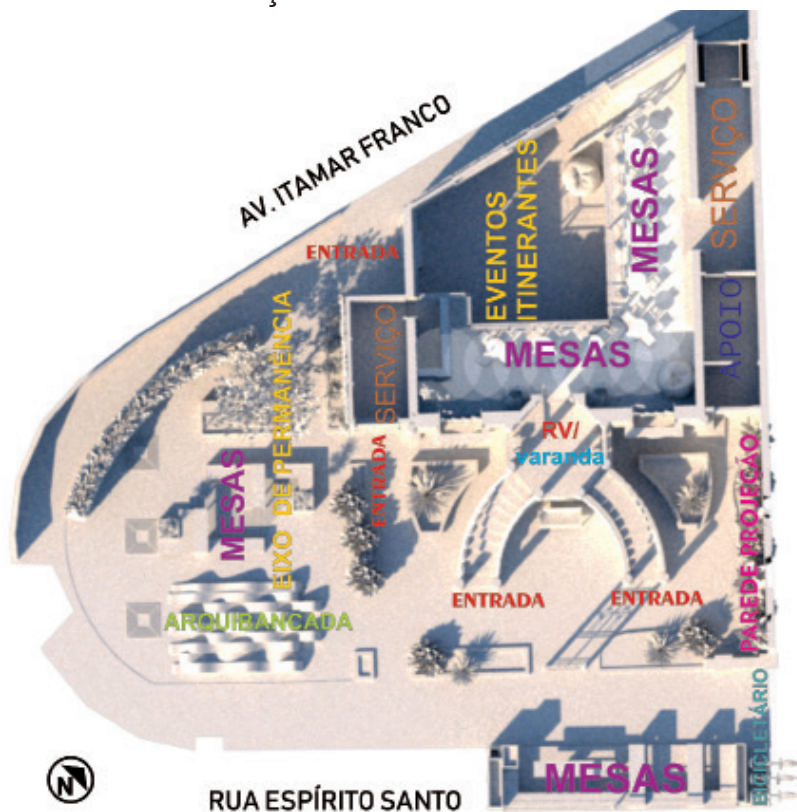 AV. ITAMAR FRANCO
SERVIÇO
MESAS
EVENTOS
ITINERANTES
ENTRADA
EIXO DE PERMANÊNCIA
SERVIÇO
MESAS
APOIO
RV/
varanda
ENTRADA
MESAS
PAREDE PROJEÇÃO
ENTRADA
ENTRADA
ARQUIBANCADA
BICICLETÁRIO
MESAS
N
RUA ESPÍRITO SANTO